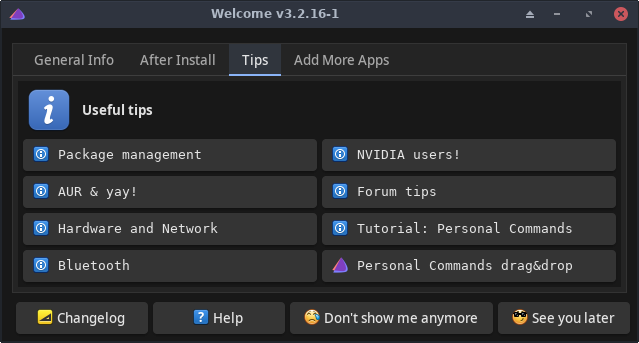 Welcome v3.2.16-1
General Info After Install Tips Add More Apps
Useful tips
Package management NVIDIA users!
AUR & yay! Forum tips
Hardware and Network Tutorial: Personal Commands
Bluetooth Personal Commands drag&drop
Changelog Help Don't show me anymore See you later